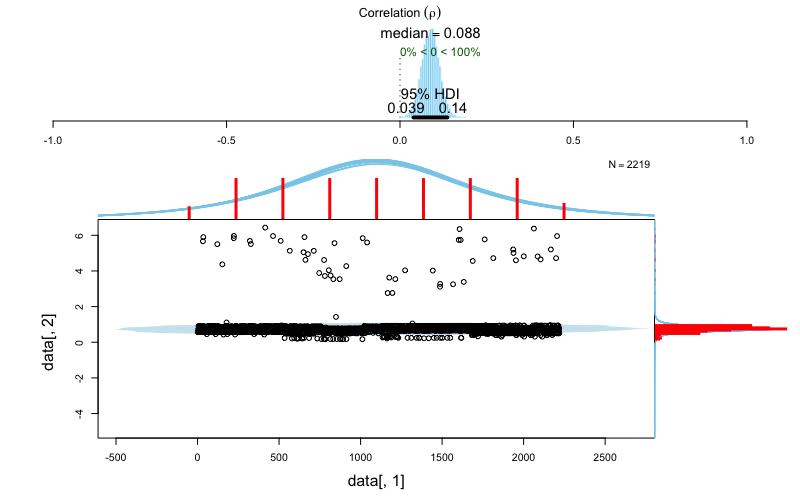 Correlation (ρ)
median = 0.088
0% < 0 < 100%
95% HDI
0.039 0.14
-1.0 -0.5 0.0 0.5 1.0
N = 2219
6
4
2
0
-2
-4
data[, 2]
-500 0 500 1000 1500 2000 2500
data[, 1]